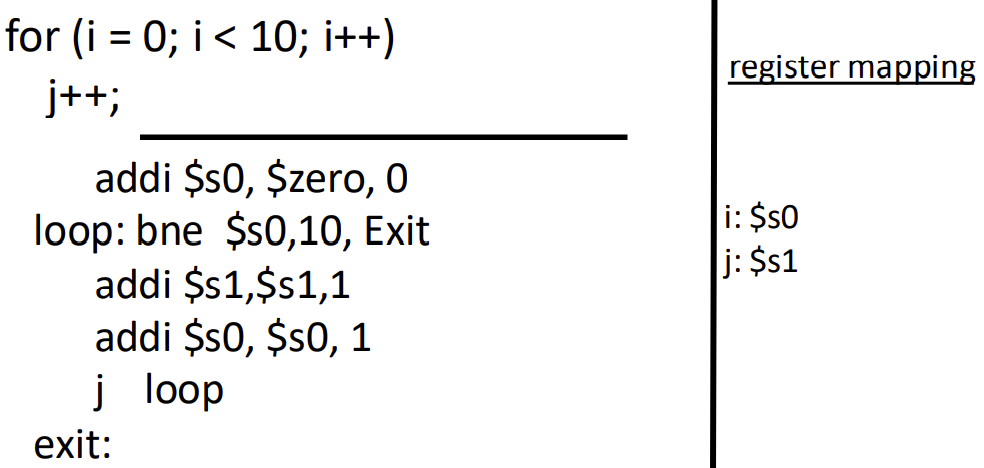 for (i = 0; i < 10; i++)
j++;
addi $s0, $zero, 0
loop: bne $s0,10, Exit
addi $s1,$s1,1
addi $s0, $s0, 1
j loop
exit:
register mapping
i: $s0
j: $s1